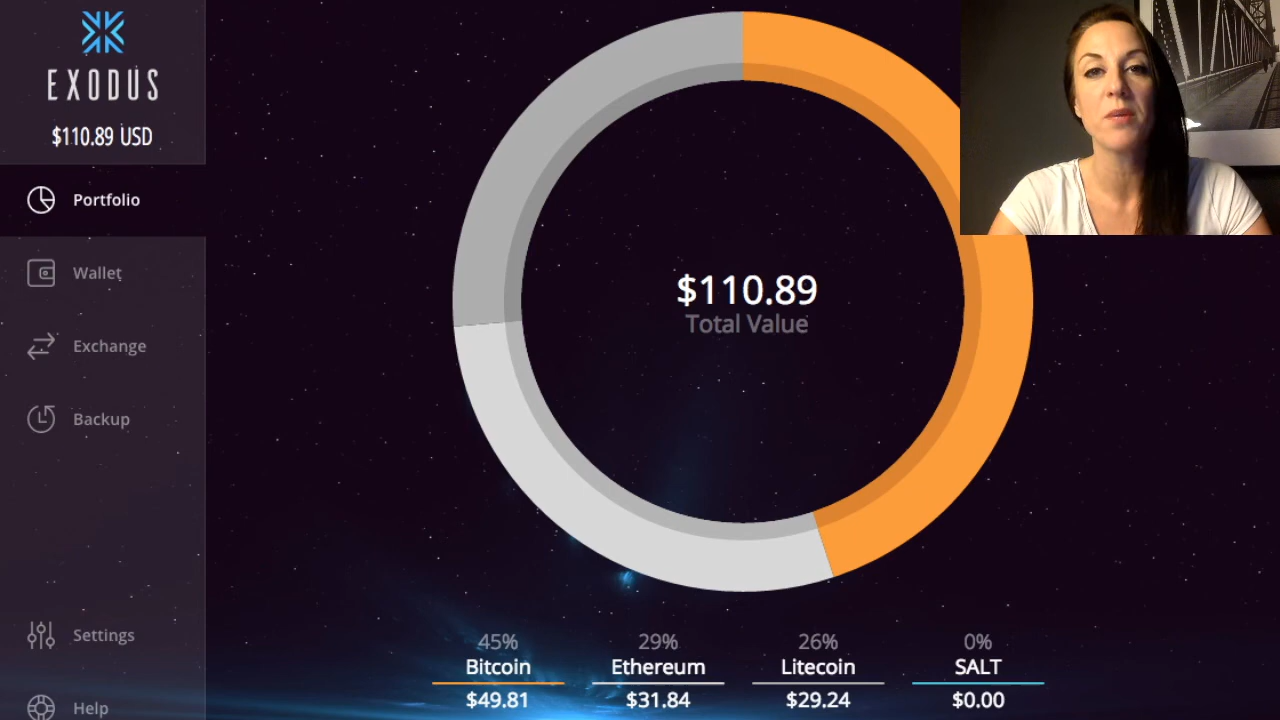 EXODUS
$110.89 USD
Portfolio
Wallet
Exchange
Backup
Settings
Help
$110.89
Total Value
45% 29% 26% 0%
Bitcoin Ethereum Litecoin SALT
$49.81 $31.84 $29.24 $0.00